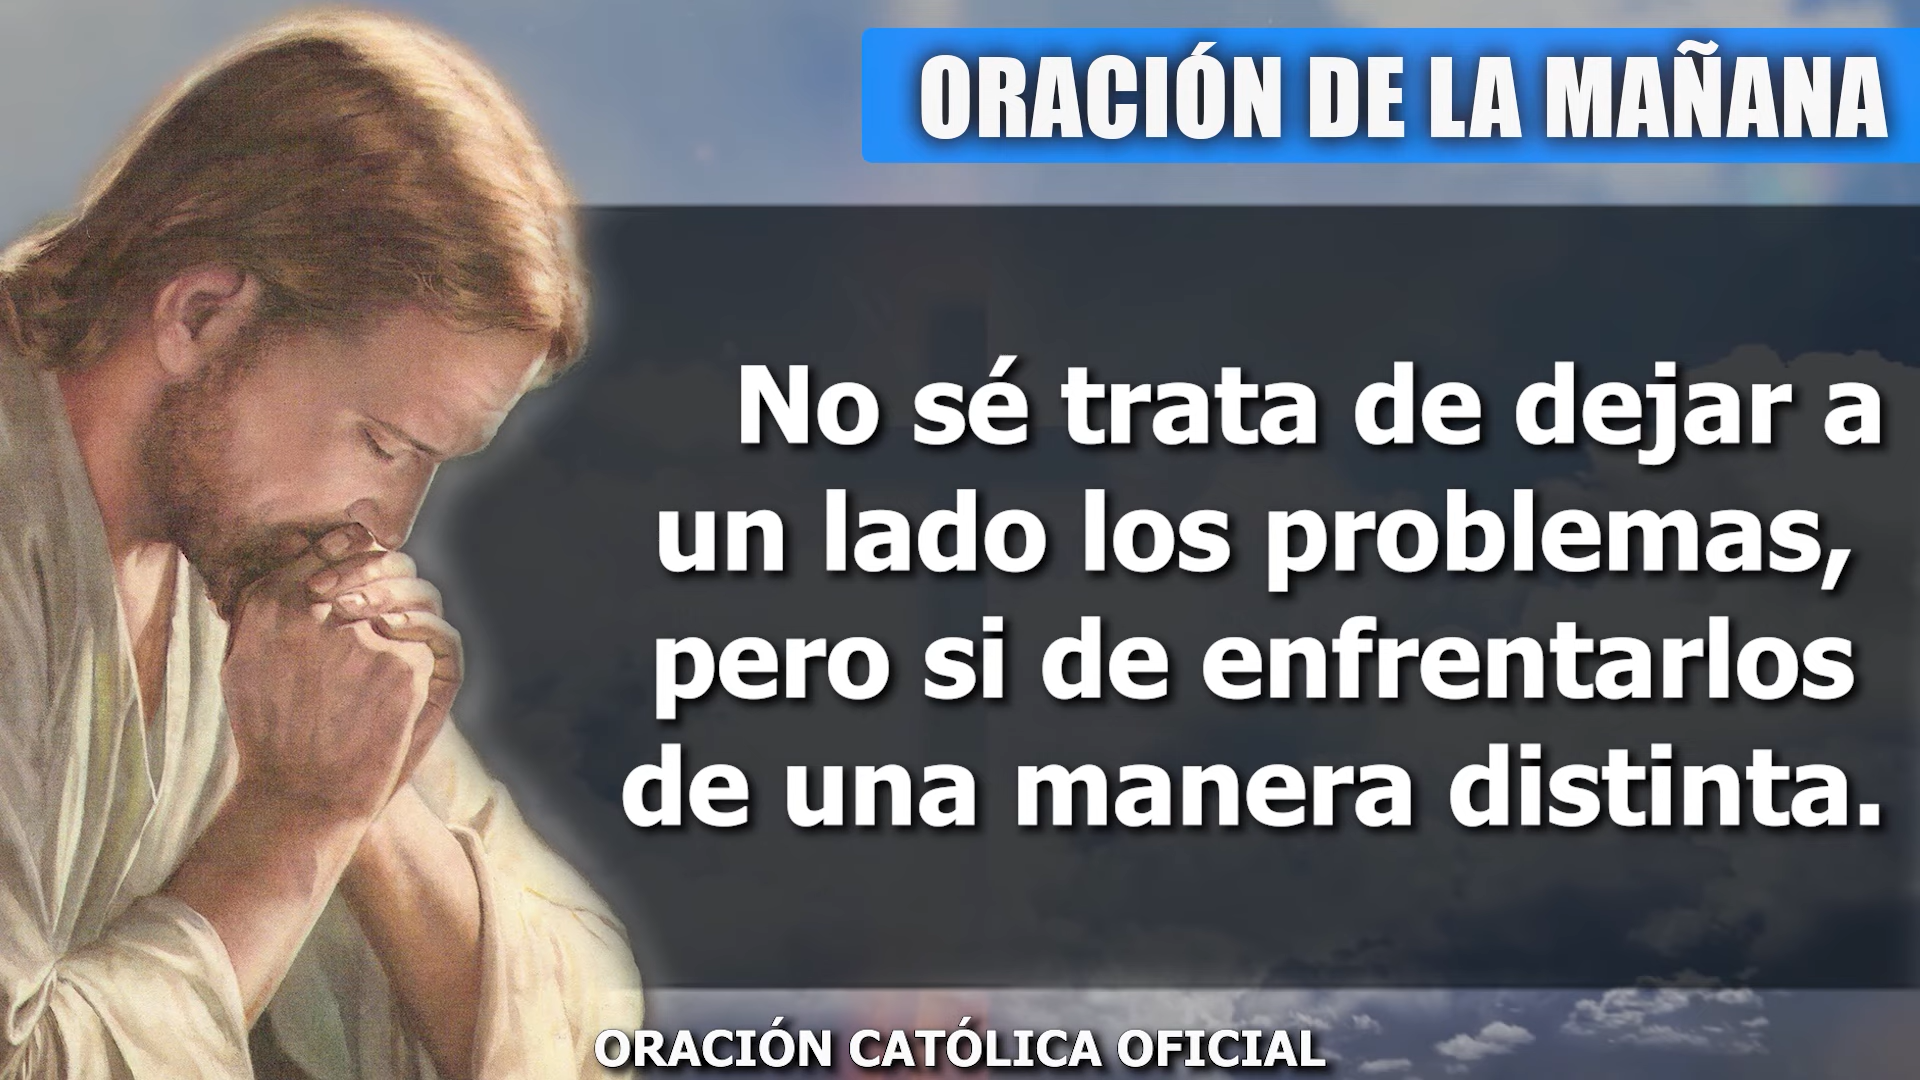 ORACIÓN DE LA MAÑANA
No sé trata de dejar a
un lado los problemas,
pero si de enfrentarlos
de una manera distinta.
ORACIÓN CATÓLICA OFICIAL